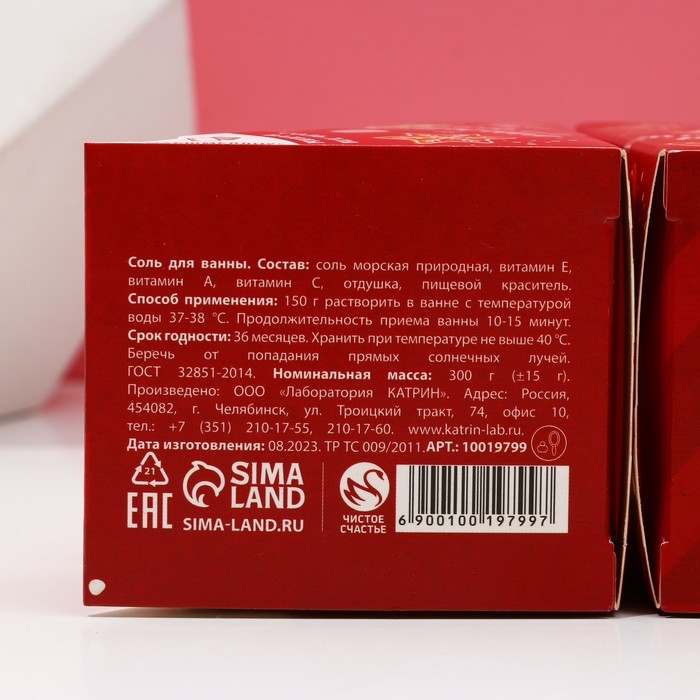 Соль для ванны. Состав: соль морская природная, витамин Е,
витамин А, витамин С, отдушка, пищевой краситель.
Способ применения: 150 г растворить в ванне с температурой
воды 37-38 °С. Продолжительность приема ванны 10-15 минут.
Срок годности: 36 месяцев. Хранить при температуре не выше 40 °С.
Беречь от попадания прямых солнечных лучей.
ГОСТ 32851-2014. Номинальная масса: 300 г (±15 г).
Произведено: ООО «Лаборатория КАТРИН». Адрес: Россия,
454082, г. Челябинск, ул. Троицкий тракт, 74, офис 10,
тел.: +7 (351) 210-17-55, 210-17-60. www.katrin-lab.ru.
Дата изготовления: 08.2023. ТР ТС 009/2011. АРТ.: 10019799
21
EAC
SIMA
LAND
SIMA-LAND.RU
ЧИСТОЕ
СЧАСТЬЕ
6 900100 197997